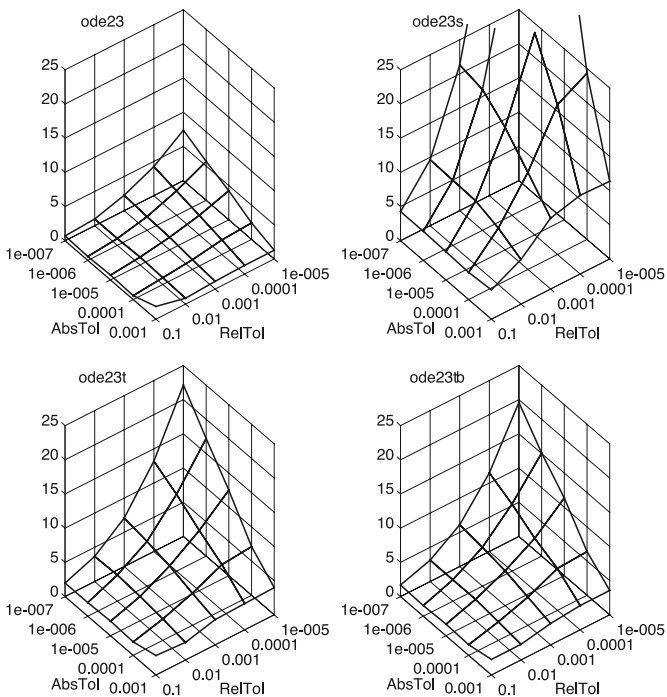 ode23
25
20
15
10
5
0
1e-007
1e-006
1e-005
0.0001
0.001
AbsTol
0.1
0.01
0.001
0.0001
1e-005
RelTol
ode23s
25
20
15
10
5
0
1e-007
1e-006
1e-005
0.0001
0.001
AbsTol
0.1
0.01
0.001
0.0001
1e-005
RelTol
ode23t
25
20
15
10
5
0
1e-007
1e-006
1e-005
0.0001
0.001
AbsTol
0.1
0.01
0.001
0.0001
1e-005
RelTol
ode23tb
25
20
15
10
5
0
1e-007
1e-006
1e-005
0.0001
0.001
AbsTol
0.1
0.01
0.001
0.0001
1e-005
RelTol